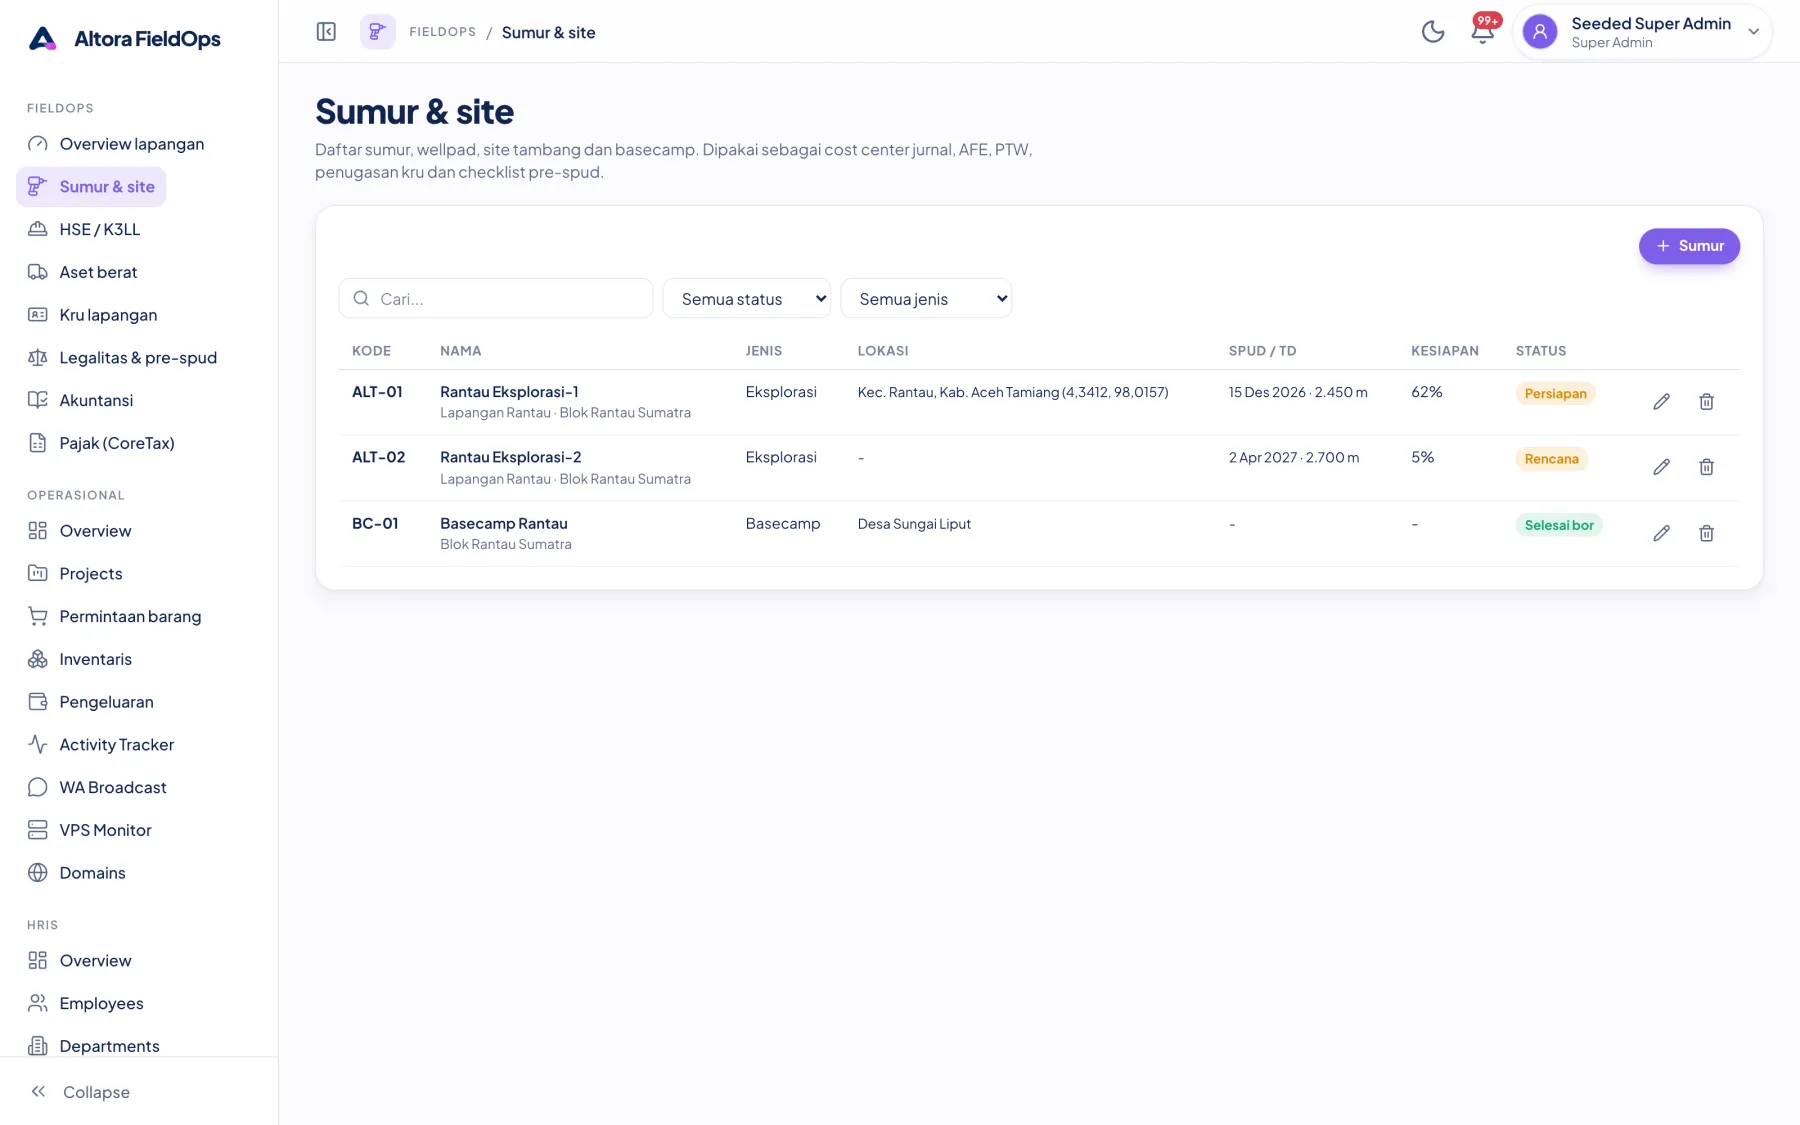 Altora FieldOps
FIELDOPS
Overview lapangan
Sumur & site
HSE / K3LL
Aset berat
Kru lapangan
Legalitas & pre-spud
Akuntansi
Pajak (CoreTax)
OPERASIONAL
Overview
Projects
Permintaan barang
Inventaris
Pengeluaran
Activity Tracker
WA Broadcast
VPS Monitor
Domains
HRIS
Overview
Employees
Departments
Collapse
FIELDOPS / Sumur & site
99+
Seeded Super Admin
Super Admin
Sumur & site
Daftar sumur, wellpad, site tambang dan basecamp. Dipakai sebagai cost center jurnal, AFE, PTW,
penugasan kru dan checklist pre-spud.
+ Sumur
Cari...
Semua status
Semua jenis
KODE NAMA JENIS LOKASI SPUD / TD KESIAPAN STATUS
ALT-01 Rantau Eksplorasi-1 Eksplorasi Kec. Rantau, Kab. Aceh Tamiang (4,3412, 98,0157) 15 Des 2026 · 2.450 m 62% Persiapan
Lapangan Rantau · Blok Rantau Sumatra
ALT-02 Rantau Eksplorasi-2 Eksplorasi - 2 Apr 2027 · 2.700 m 5% Rencana
Lapangan Rantau · Blok Rantau Sumatra
BC-01 Basecamp Rantau Basecamp Desa Sungai Liput - - Selesai bor
Blok Rantau Sumatra